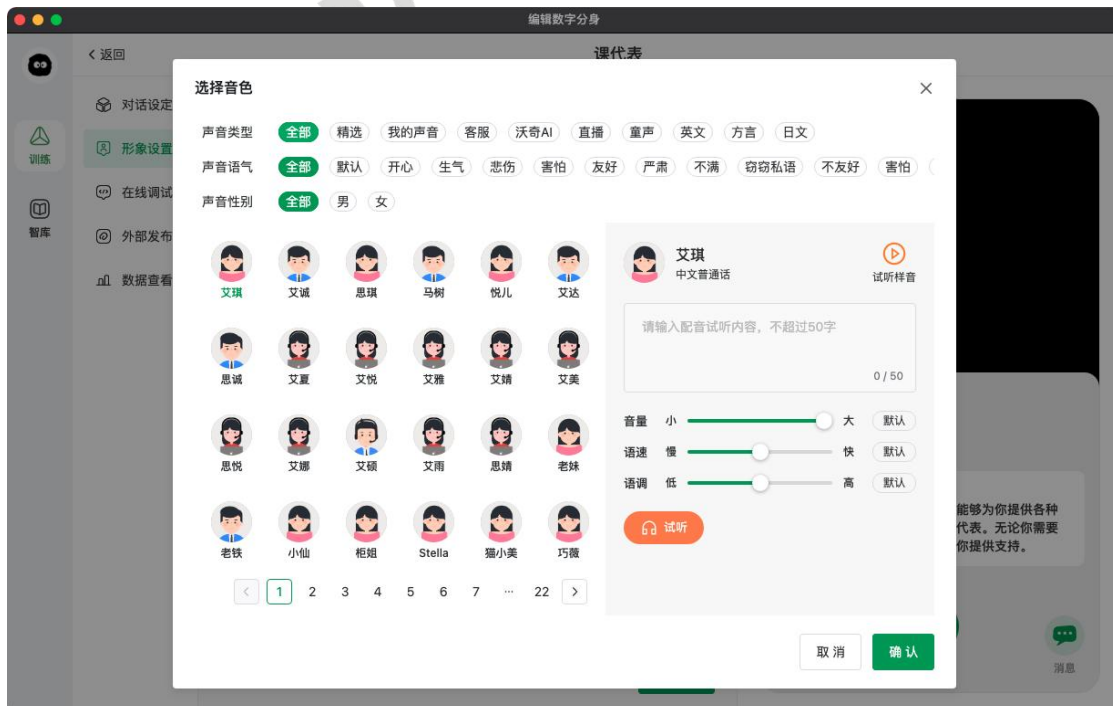 编辑数字分身
返回
课代表
训练
智库
对话设定
形象设置
在线调试
外部发布
数据查看
选择音色
声音类型 全部 精选 我的声音 客服 沃奇AI 直播 童声 英文 方言 日文
声音语气 全部 默认 开心 生气 悲伤 害怕 友好 严肃 不满 窃窃私语 不友好 害怕
声音性别 全部 男 女
艾琪 艾诚 思琪 马树 悦儿 艾达
思诚 艾夏 艾悦 艾雅 艾婧 艾美
思悦 艾娜 艾硕 艾雨 思婧 老妹
老铁 小仙 柜姐 Stella 猫小美 巧薇
1 2 3 4 5 6 7 ··· 22
艾琪
中文普通话
试听样音
请输入配音试听内容，不超过50字
0 / 50
音量 小 大 默认
语速 慢 快 默认
语调 低 高 默认
试听
取消 确认
能够为你提供各种
代表。无论你需要
你提供支持。
消息